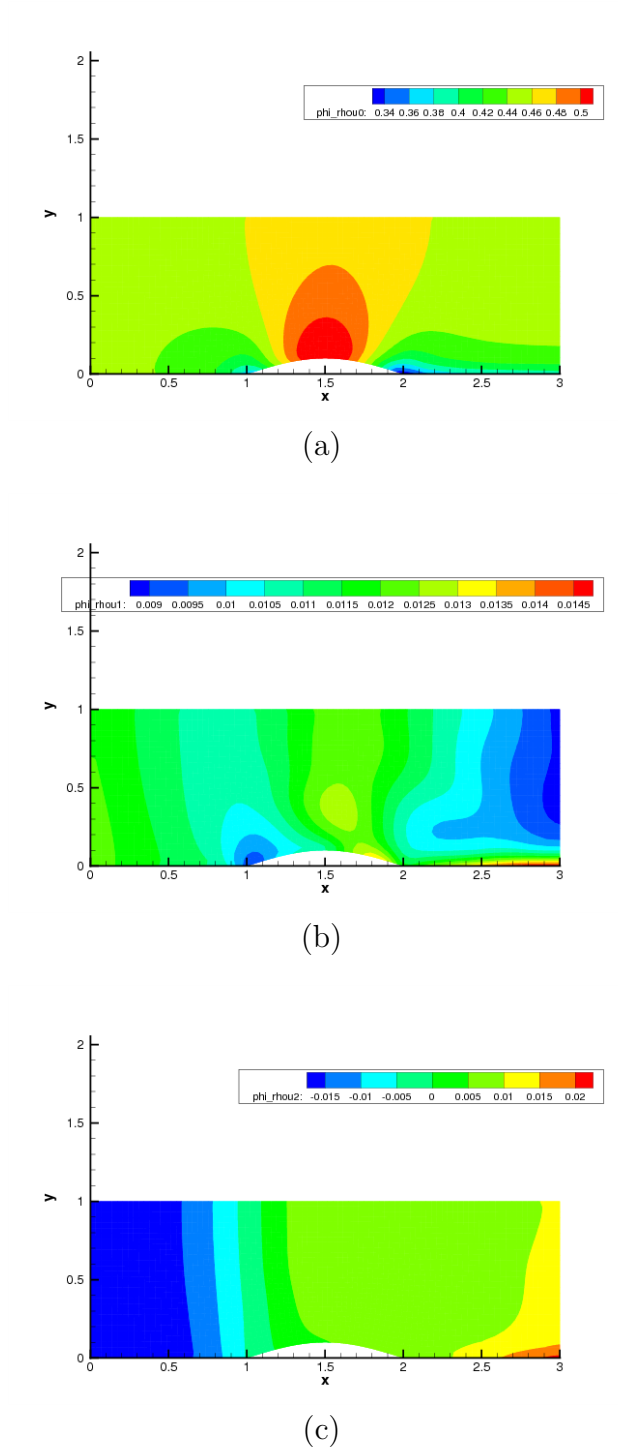 2
phi_rhou0: 0.34 0.36 0.38 0.4 0.42 0.44 0.46 0.48 0.5
1.5
y
1
0.5
0
0 0.5 1 1.5 2 2.5 3
x
(a)
2
phi_rhou1: 0.009 0.0095 0.01 0.0105 0.011 0.0115 0.012 0.0125 0.013 0.0135 0.014 0.0145
1.5
y
1
0.5
0
0 0.5 1 1.5 2 2.5 3
x
(b)
2
phi_rhou2: -0.015 -0.01 -0.005 0 0.005 0.01 0.015 0.02
1.5
y
1
0.5
0
0 0.5 1 1.5 2 2.5 3
x
(c)